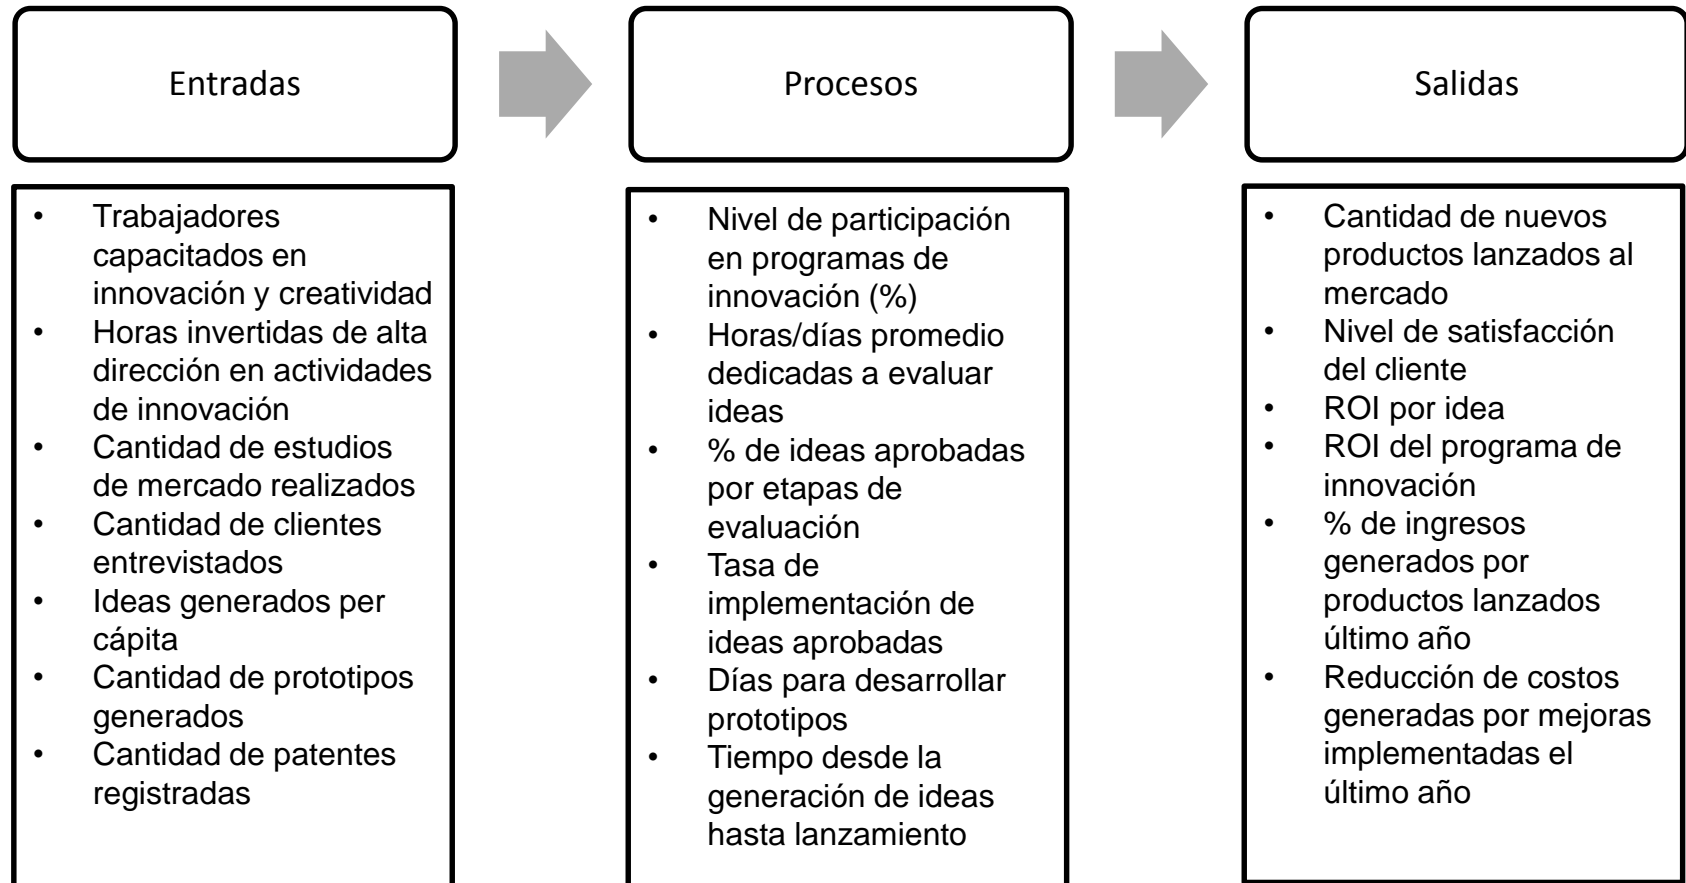 Entradas
Procesos
Salidas
• Trabajadores
capacitados en
innovación y creatividad
• Horas invertidas de alta
dirección en actividades
de innovación
• Cantidad de estudios
de mercado realizados
• Cantidad de clientes
entrevistados
• Ideas generados per
cápita
• Cantidad de prototipos
generados
• Cantidad de patentes
registradas
• Nivel de participación
en programas de
innovación (%)
• Horas/días promedio
dedicadas a evaluar
ideas
• % de ideas aprobadas
por etapas de
evaluación
• Tasa de
implementación de
ideas aprobadas
• Días para desarrollar
prototipos
• Tiempo desde la
generación de ideas
hasta lanzamiento
• Cantidad de nuevos
productos lanzados al
mercado
• Nivel de satisfacción
del cliente
• ROI por idea
• ROI del programa de
innovación
• % de ingresos
generados por
productos lanzados
último año
• Reducción de costos
generadas por mejoras
implementadas el
último año